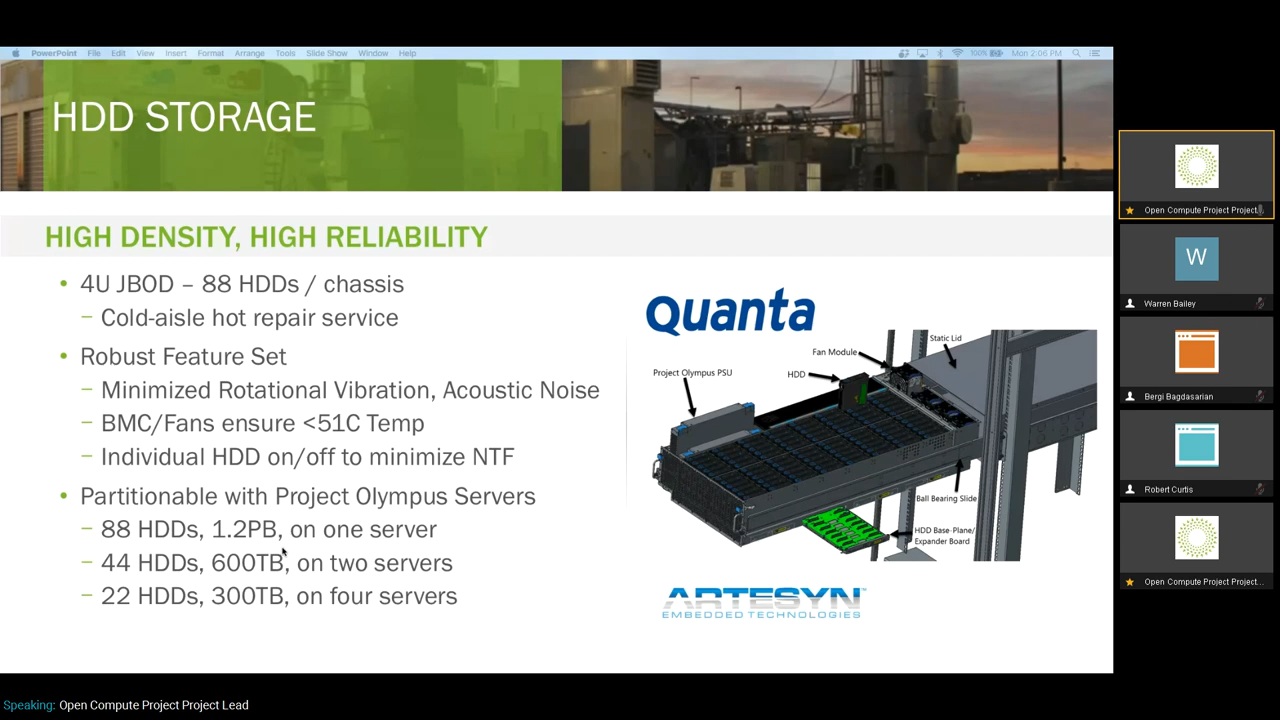 PowerPoint File Edit View Insert Format Arrange Tools Slide Show Window Help
100% Mon 2:06 PM
HDD STORAGE
HIGH DENSITY, HIGH RELIABILITY
• 4U JBOD – 88 HDDs / chassis
– Cold-aisle hot repair service
• Robust Feature Set
– Minimized Rotational Vibration, Acoustic Noise
– BMC/Fans ensure <51C Temp
– Individual HDD on/off to minimize NTF
• Partitionable with Project Olympus Servers
– 88 HDDs, 1.2PB, on one server
– 44 HDDs, 600TB, on two servers
– 22 HDDs, 300TB, on four servers
Quanta
Static Lid
Fan Module
HDD
Project Olympus PSU
Ball Bearing Slide
HDD Base-Plane/
Expander Board
ARTESYN™
EMBEDDED TECHNOLOGIES
Open Compute Project Project
W
Warren Bailey
Bergi Bagdasarian
Robert Curtis
Open Compute Project Project...
Speaking: Open Compute Project Project Lead